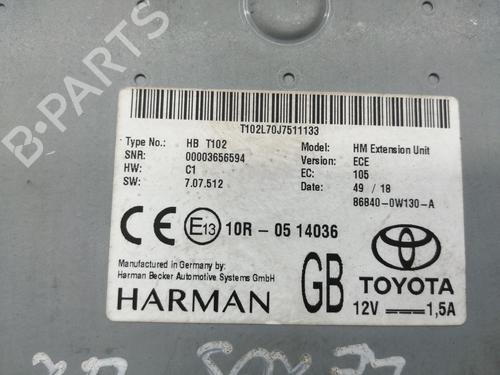 T102L70J7511133
Type No.: HB T102 Model: HM Extension Unit
SNR: 00003656594 Version: ECE
HW: C1 EC: 105
SW: 7.07.512 Date: 49 / 18
86840-0W130-A
CE E13 10R - 05 14036
Manufactured in Germany by:
Harman Becker Automotive Systems GmbH
HARMAN GB TOYOTA
12V 1,5A
B-PARTS